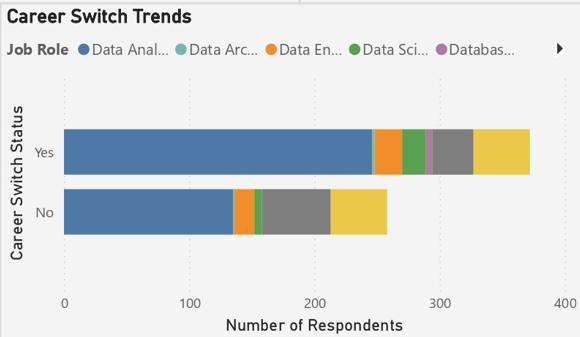 Career Switch Trends
Job Role Data Anal... Data Arc... Data En... Data Sci... Databas...
Career Switch Status
Yes
No
0 100 200 300 400
Number of Respondents